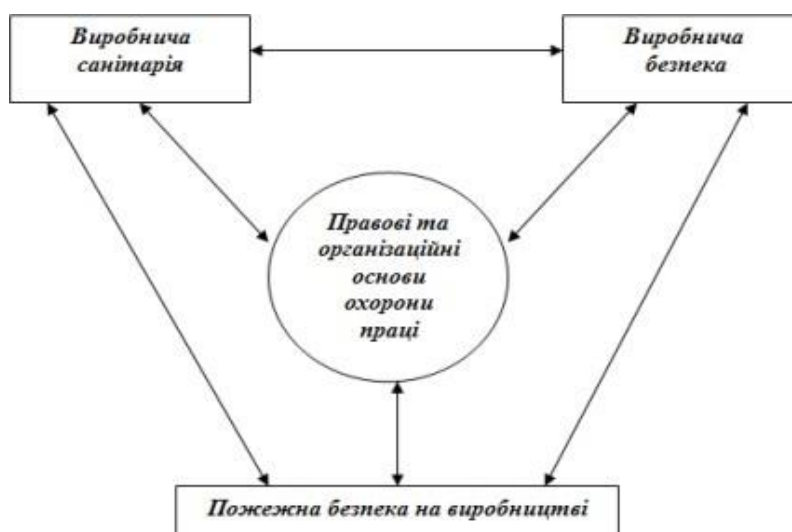 Виробнича
санітарія
Виробнича
безпека
Правові та
організаційні
основи
охорони
праці
Пожежна безпека на виробництві